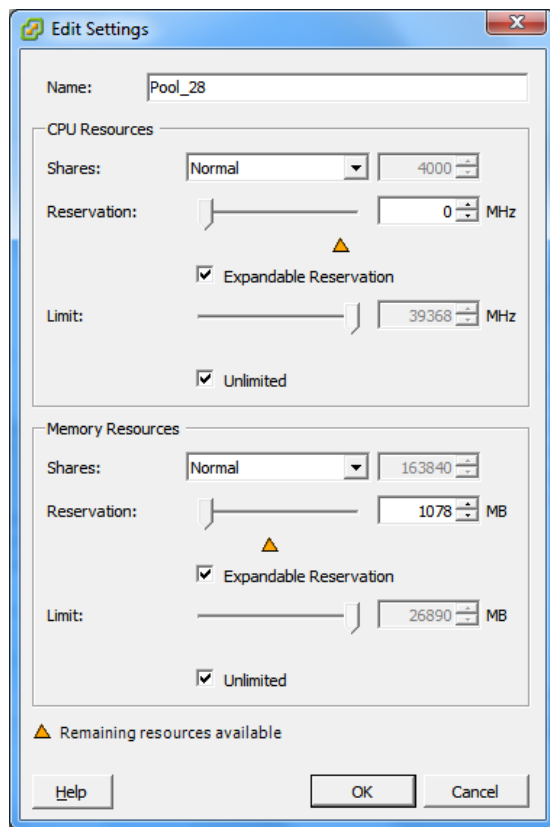 Edit Settings
Name: Pool_28
CPU Resources
Shares: Normal 4000
Reservation: 0 MHz
Expandable Reservation
Limit: 39368 MHz
Unlimited
Memory Resources
Shares: Normal 163840
Reservation: 1078 MB
Expandable Reservation
Limit: 26890 MB
Unlimited
Remaining resources available
Help OK Cancel